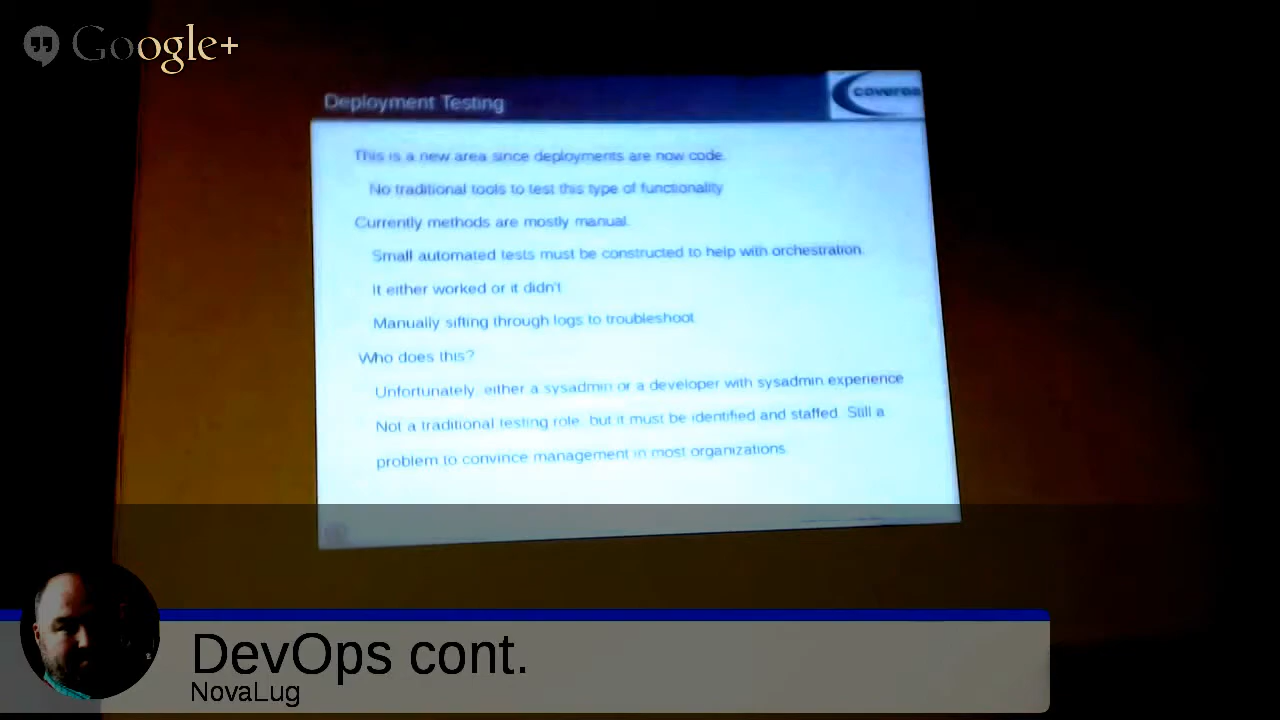 Google+
Deployment Testing
coveros
This is a new area since deployments are now code.
No traditional tools to test this type of functionality
Currently methods are mostly manual.
Small automated tests must be constructed to help with orchestration.
It either worked or it didn't
Manually sifting through logs to troubleshoot
Who does this?
Unfortunately, either a sysadmin or a developer with sysadmin experience
Not a traditional testing role, but it must be identified and staffed. Still a
problem to convince management in most organizations.
DevOps cont.
NovaLug